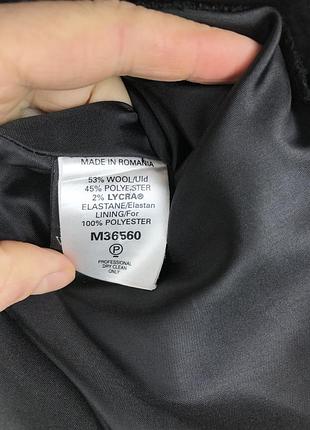 MADE IN ROMANIA
53% WOOL/Uld
45% POLYESTER
2% LYCRA®
ELASTANE/Elastan
LINING/For
100% POLYESTER
M36560
P
PROFESSIONAL
DRY CLEAN
ONLY